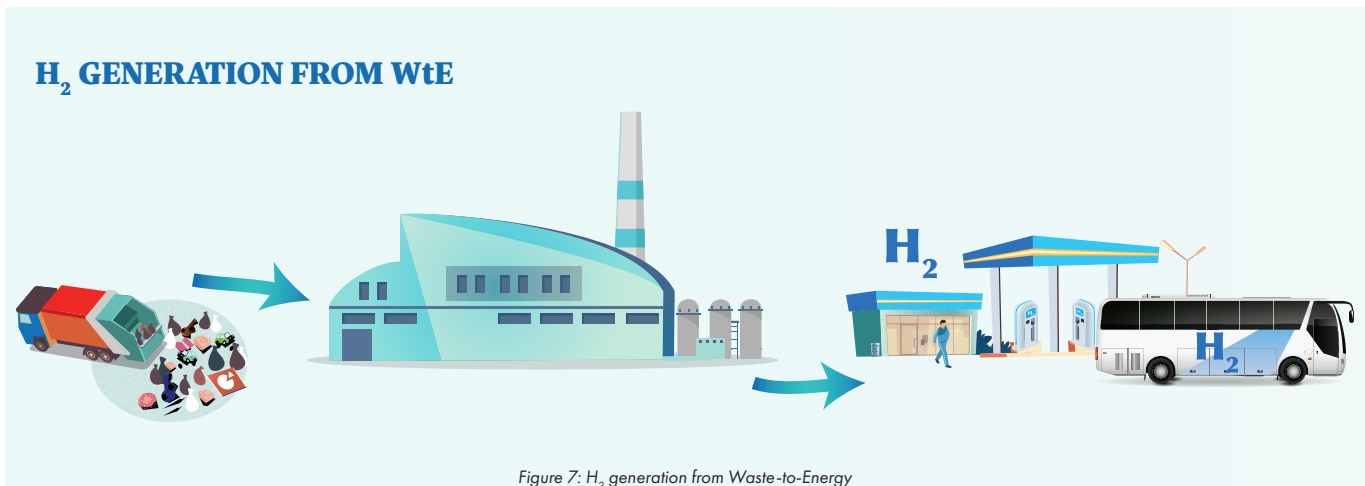 H₂ GENERATION FROM WtE
H₂
H₂
Figure 7: H₂ generation from Waste-to-Energy